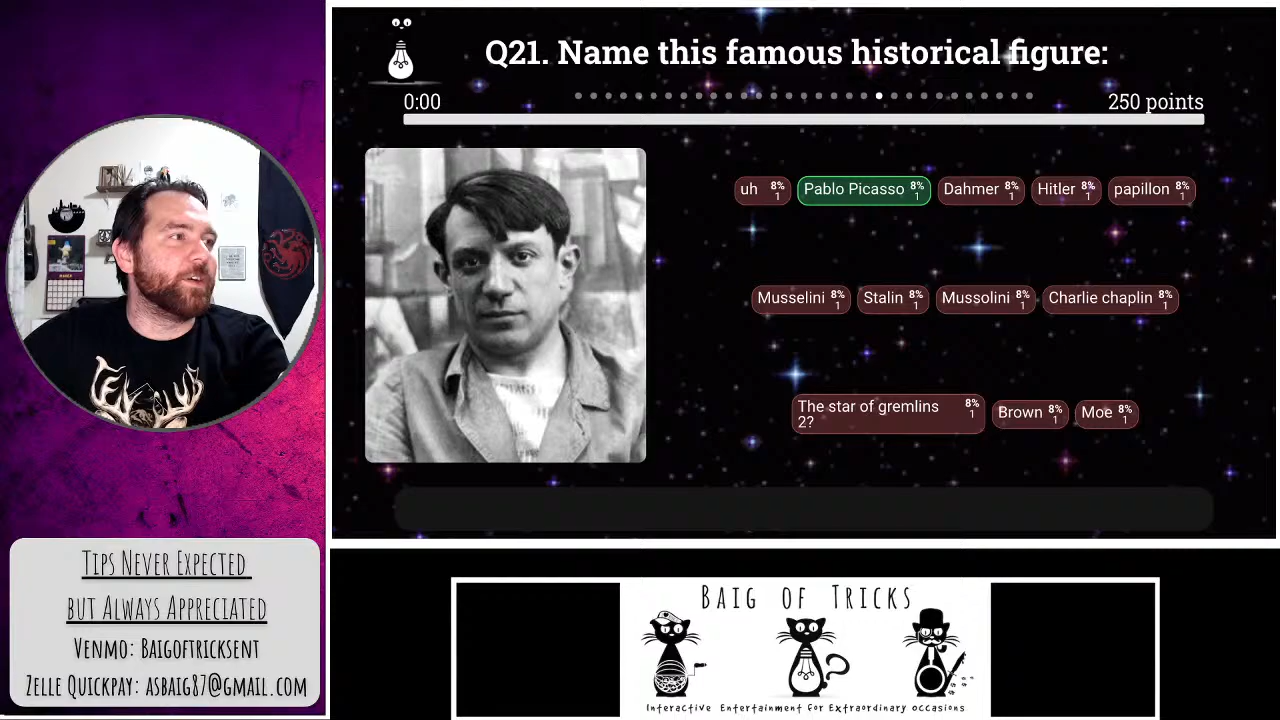 Q21. Name this famous historical figure:
0:00
250 points
uh 8% 1
Pablo Picasso 8% 1
Dahmer 8% 1
Hitler 8% 1
papillon 8% 1
Musselini 8% 1
Stalin 8% 1
Mussolini 8% 1
Charlie chaplin 8% 1
The star of gremlins 8%
2? 1
Brown 8% 1
Moe 8% 1
Tips Never Expected
but Always Appreciated
Venmo: Baigoftricksent
Zelle Quickpay: asbaig87@gmail.com
Baig of Tricks
Interactive Entertainment for Extraordinary Occasions